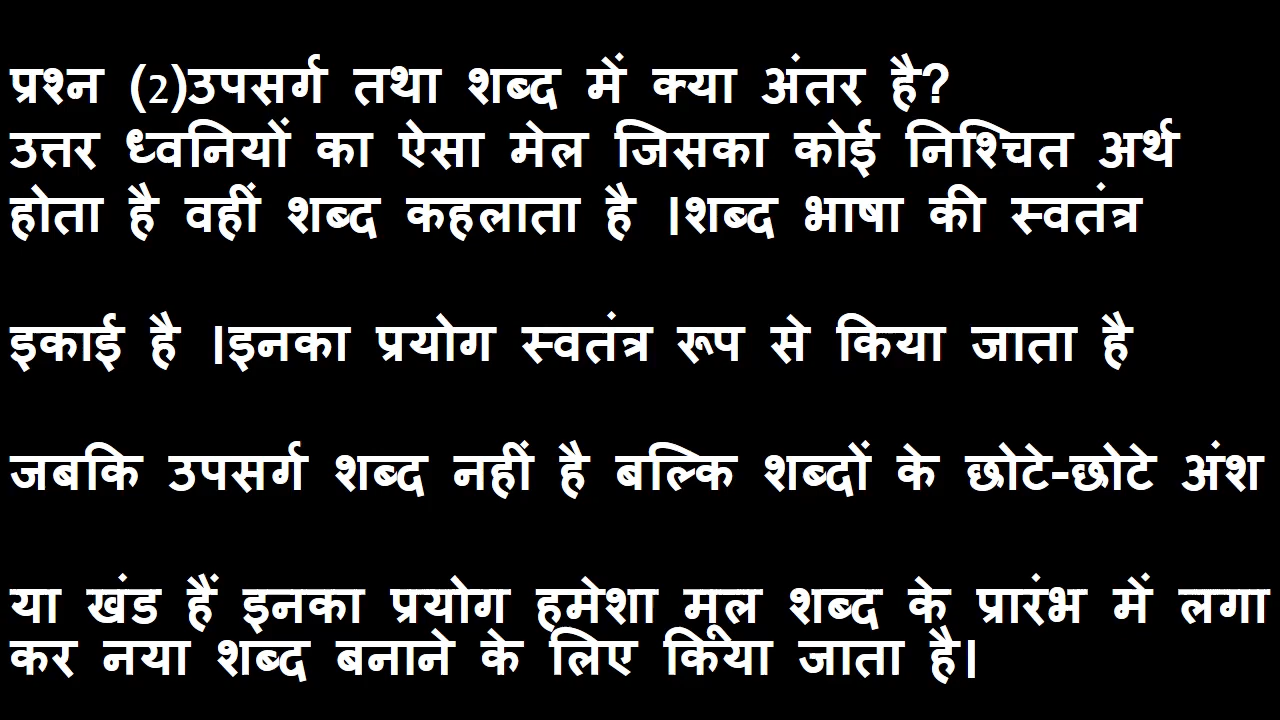 प्रश्न (2)उपसर्ग तथा शब्द में क्या अंतर है?
उत्तर ध्वनियों का ऐसा मेल जिसका कोई निश्चित अर्थ
होता है वहीं शब्द कहलाता है ।शब्द भाषा की स्वतंत्र
इकाई है ।इनका प्रयोग स्वतंत्र रूप से किया जाता है
जबकि उपसर्ग शब्द नहीं है बल्कि शब्दों के छोटे-छोटे अंश
या खंड हैं इनका प्रयोग हमेशा मूल शब्द के प्रारंभ में लगा
कर नया शब्द बनाने के लिए किया जाता है।